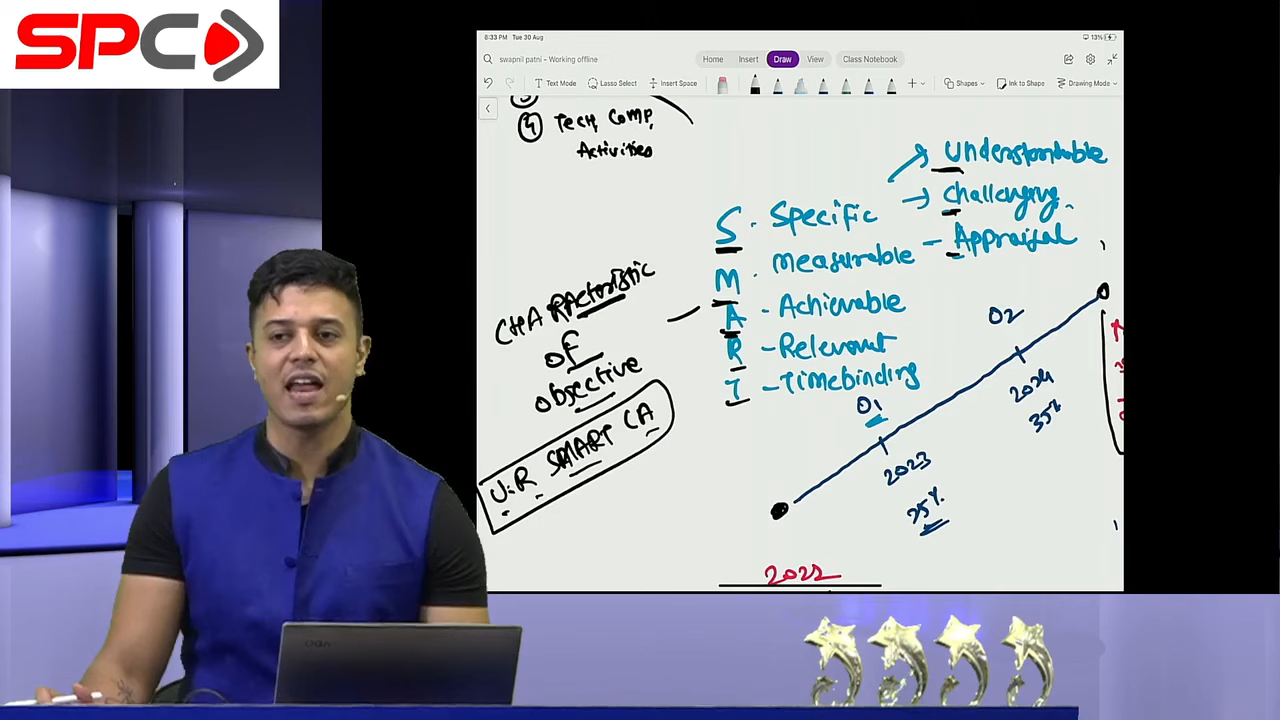 SPC
8:33 PM Tue 30 Aug
13%
swapnil patni - Working offline
Home Insert Draw View Class Notebook
Text Mode Lasso Select Insert Space Shapes Ink to Shape Drawing Mode
④ Tech. Comp.
Activities
Understandable
Challenging
Appraisal
S - Specific
M - Measurable
A - Achievable
R - Relevant
T - Timebinding
CHARActoristic
of
objective
U.R SMART CA
O1
O2
2023
25%
2024
35%
2022